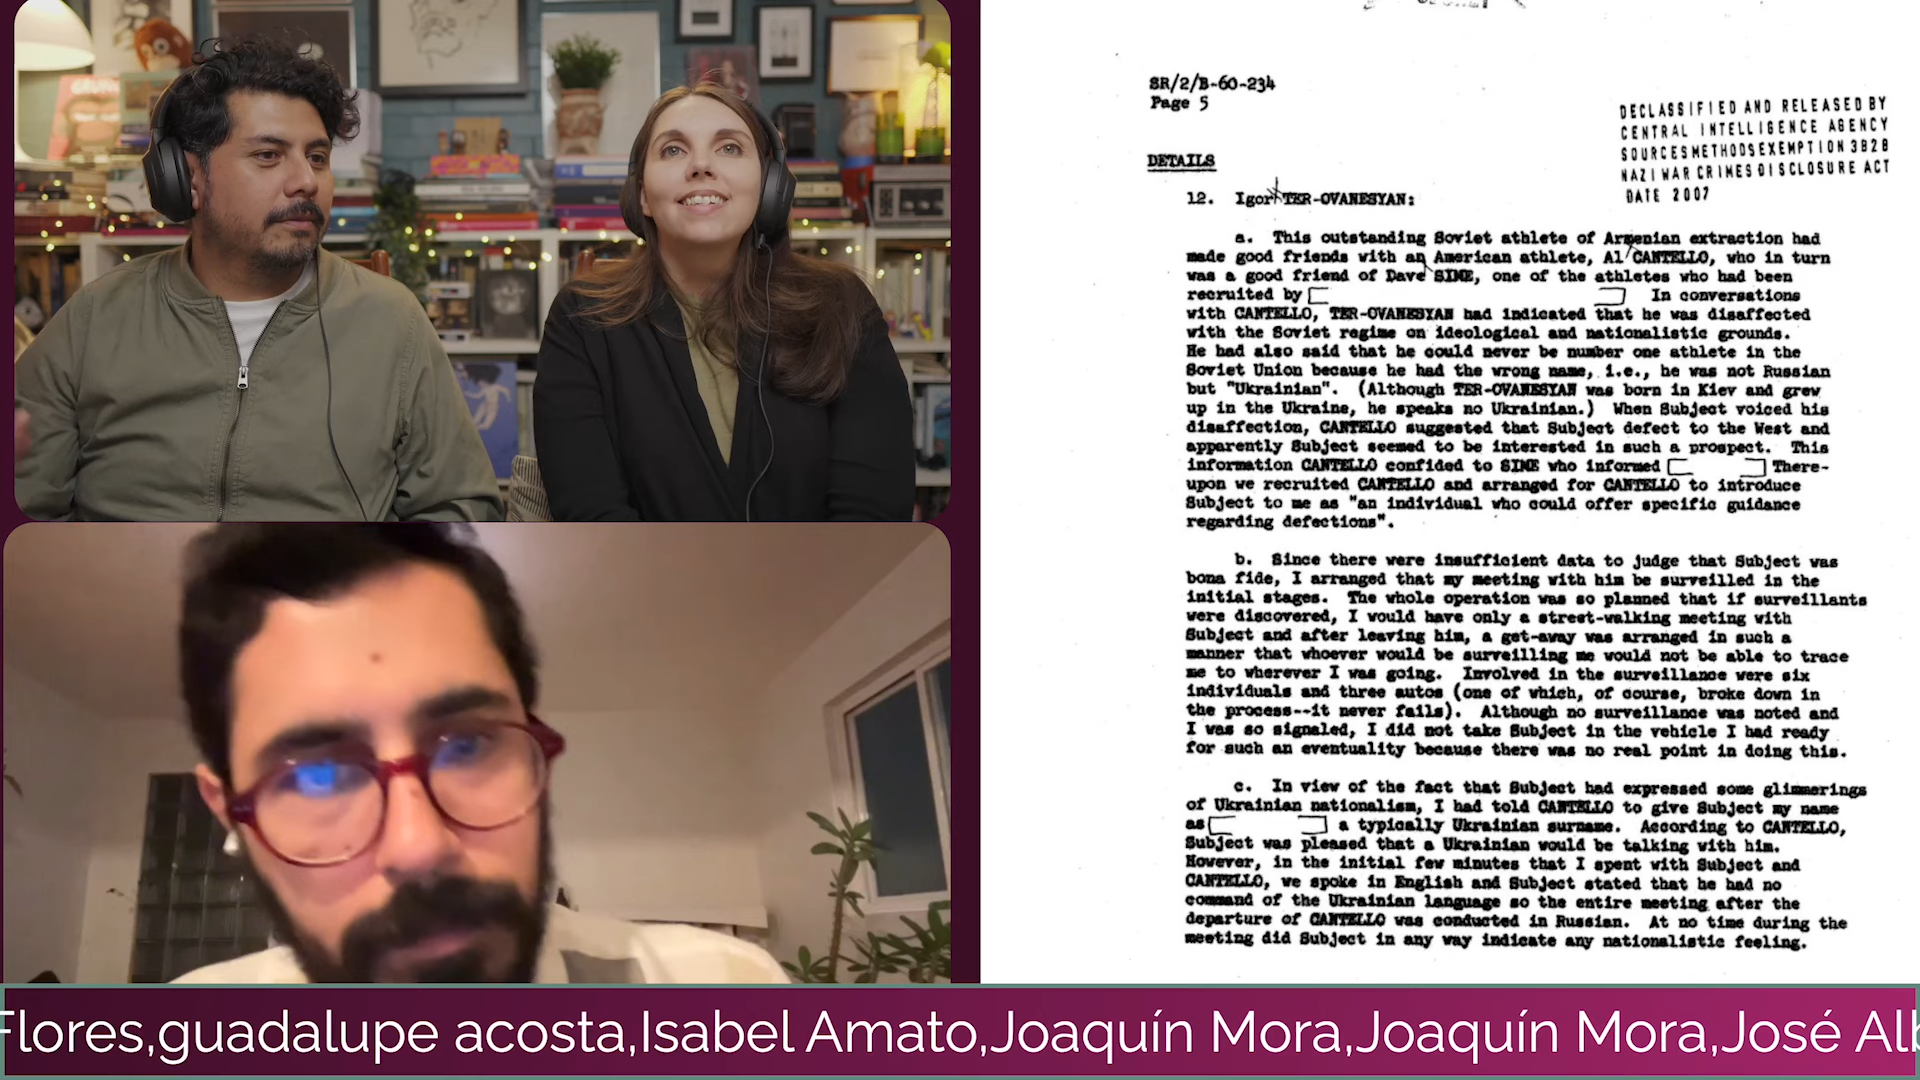 SR/2/B-60-234
Page 5
DECLASSIFIED AND RELEASED BY
CENTRAL INTELLIGENCE AGENCY
SOURCESMETHODSEXEMPTION 3B2B
NAZI WAR CRIMES DISCLOSURE ACT
DATE 2007
DETAILS
12. Igor TER-OVANESYAN:
a. This outstanding Soviet athlete of Armenian extraction had
made good friends with an American athlete, Al CANTELLO, who in turn
was a good friend of Dave SIME, one of the athletes who had been
recruited by [ ] In conversations
with CANTELLO, TER-OVANESYAN had indicated that he was disaffected
with the Soviet regime on ideological and nationalistic grounds.
He had also said that he could never be number one athlete in the
Soviet Union because he had the wrong name, i.e., he was not Russian
but "Ukrainian". (Although TER-OVANESYAN was born in Kiev and grew
up in the Ukraine, he speaks no Ukrainian.) When Subject voiced his
disaffection, CANTELLO suggested that Subject defect to the West and
apparently Subject seemed to be interested in such a prospect. This
information CANTELLO confided to SIME who informed [ ] There-
upon we recruited CANTELLO and arranged for CANTELLO to introduce
Subject to me as "an individual who could offer specific guidance
regarding defections".
b. Since there were insufficient data to judge that Subject was
bona fide, I arranged that my meeting with him be surveilled in the
initial stages. The whole operation was so planned that if surveillants
were discovered, I would have only a street-walking meeting with
Subject and after leaving him, a get-away was arranged in such a
manner that whoever would be surveilling me would not be able to trace
me to wherever I was going. Involved in the surveillance were six
individuals and three autos (one of which, of course, broke down in
the process--it never fails). Although no surveillance was noted and
I was so signaled, I did not take Subject in the vehicle I had ready
for such an eventuality because there was no real point in doing this.
c. In view of the fact that Subject had expressed some glimmerings
of Ukrainian nationalism, I had told CANTELLO to give Subject my name
as [ ] a typically Ukrainian surname. According to CANTELLO,
Subject was pleased that a Ukrainian would be talking with him.
However, in the initial few minutes that I spent with Subject and
CANTELLO, we spoke in English and Subject stated that he had no
command of the Ukrainian language so the entire meeting after the
departure of CANTELLO was conducted in Russian. At no time during the
meeting did Subject in any way indicate any nationalistic feeling.
Flores,guadalupe acosta,Isabel Amato,Joaquín Mora,Joaquín Mora,José Alb